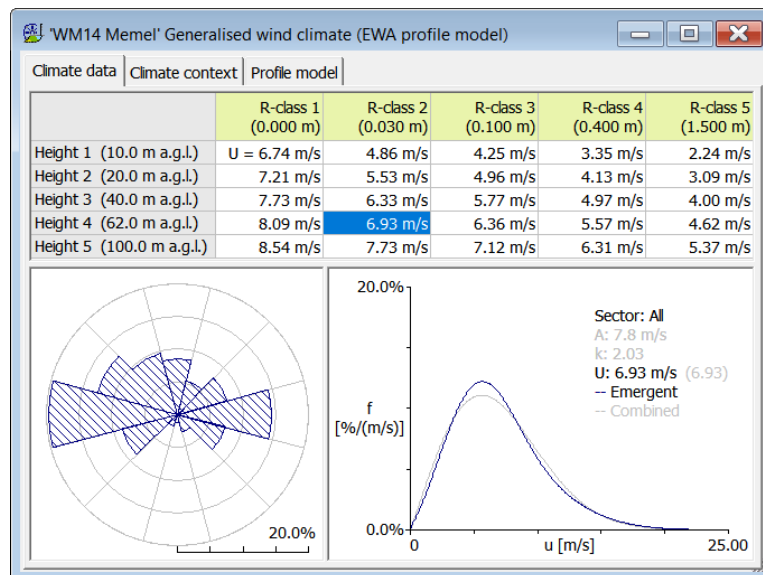 'WM14 Memel' Generalised wind climate (EWA profile model)
Climate data Climate context Profile model
R-class 1 R-class 2 R-class 3 R-class 4 R-class 5
(0.000 m) (0.030 m) (0.100 m) (0.400 m) (1.500 m)
Height 1 (10.0 m a.g.l.) U = 6.74 m/s 4.86 m/s 4.25 m/s 3.35 m/s 2.24 m/s
Height 2 (20.0 m a.g.l.) 7.21 m/s 5.53 m/s 4.96 m/s 4.13 m/s 3.09 m/s
Height 3 (40.0 m a.g.l.) 7.73 m/s 6.33 m/s 5.77 m/s 4.97 m/s 4.00 m/s
Height 4 (62.0 m a.g.l.) 8.09 m/s 6.93 m/s 6.36 m/s 5.57 m/s 4.62 m/s
Height 5 (100.0 m a.g.l.) 8.54 m/s 7.73 m/s 7.12 m/s 6.31 m/s 5.37 m/s
20.0%
20.0%
Sector: All
A: 7.8 m/s
k: 2.03
U: 6.93 m/s (6.93)
-- Emergent
-- Combined
f
[%/(m/s)]
0.0%
0 u [m/s] 25.00